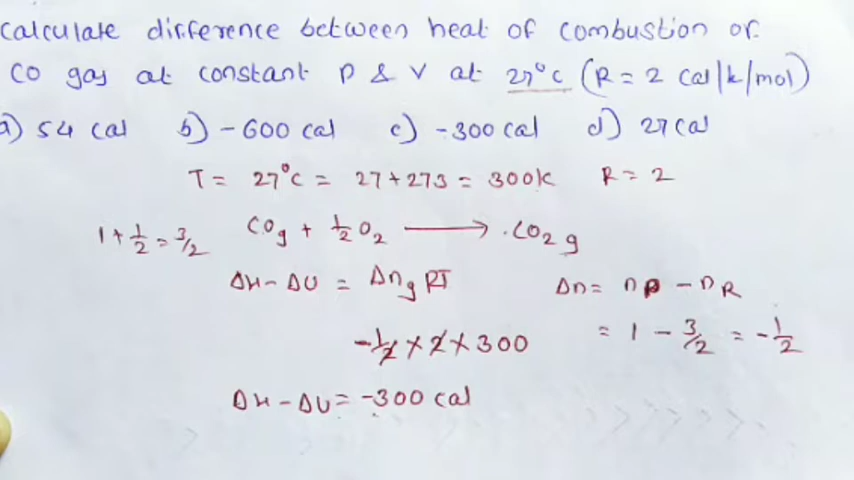 calculate difference between heat of combustion of
CO gas at constant P & V at 27°C (R = 2 cal/k/mol)
a) 54 cal b) -600 cal c) -300 cal d) 27 cal
T = 27°C = 27+273 = 300K R = 2
1 + 1/2 = 3/2 COg + 1/2 O2 → CO2 g
ΔH - ΔU = Δng RT Δn = nP - nR
-1/2 × 2 × 300 = 1 - 3/2 = -1/2
ΔH - ΔU = -300 cal